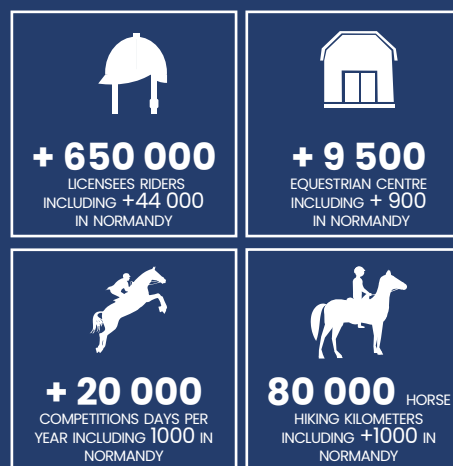 + 650 000
LICENSEES RIDERS
INCLUDING +44 000
IN NORMANDY
+ 9 500
EQUESTRIAN CENTRE
INCLUDING + 900
IN NORMANDY
+ 20 000
COMPETITIONS DAYS PER
YEAR INCLUDING 1000 IN
NORMANDY
80 000 HORSE
HIKING KILOMETERS
INCLUDING +1000 IN
NORMANDY